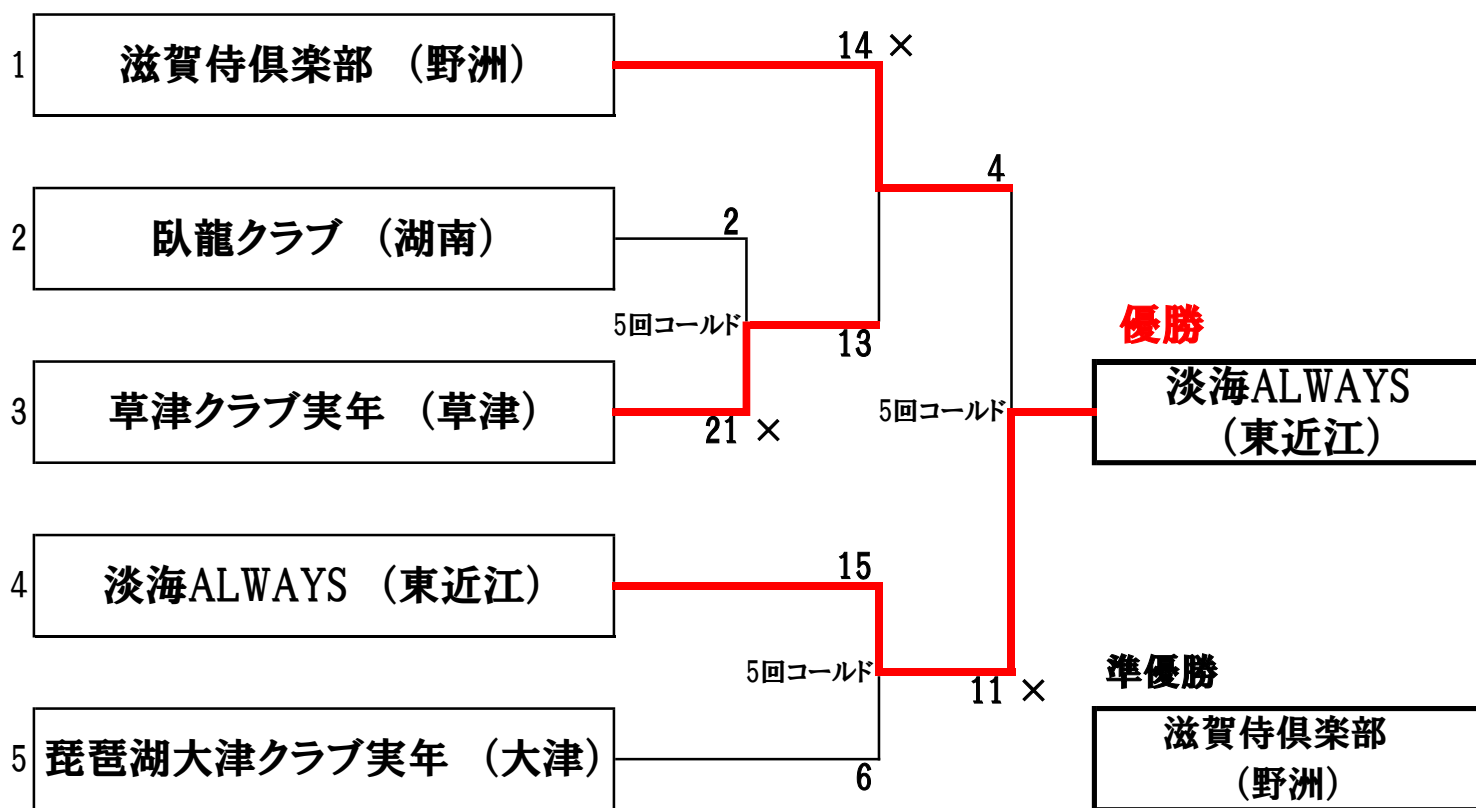 1
滋賀侍倶楽部 （野洲）
14 ×
4
2
臥龍クラブ （湖南）
2
5回コールド
13
優勝
3
草津クラブ実年 （草津）
21 ×
5回コールド
淡海ALWAYS
（東近江）
4
淡海ALWAYS （東近江）
15
5回コールド
11 ×
準優勝
5
琵琶湖大津クラブ実年 （大津）
6
滋賀侍倶楽部
（野洲）